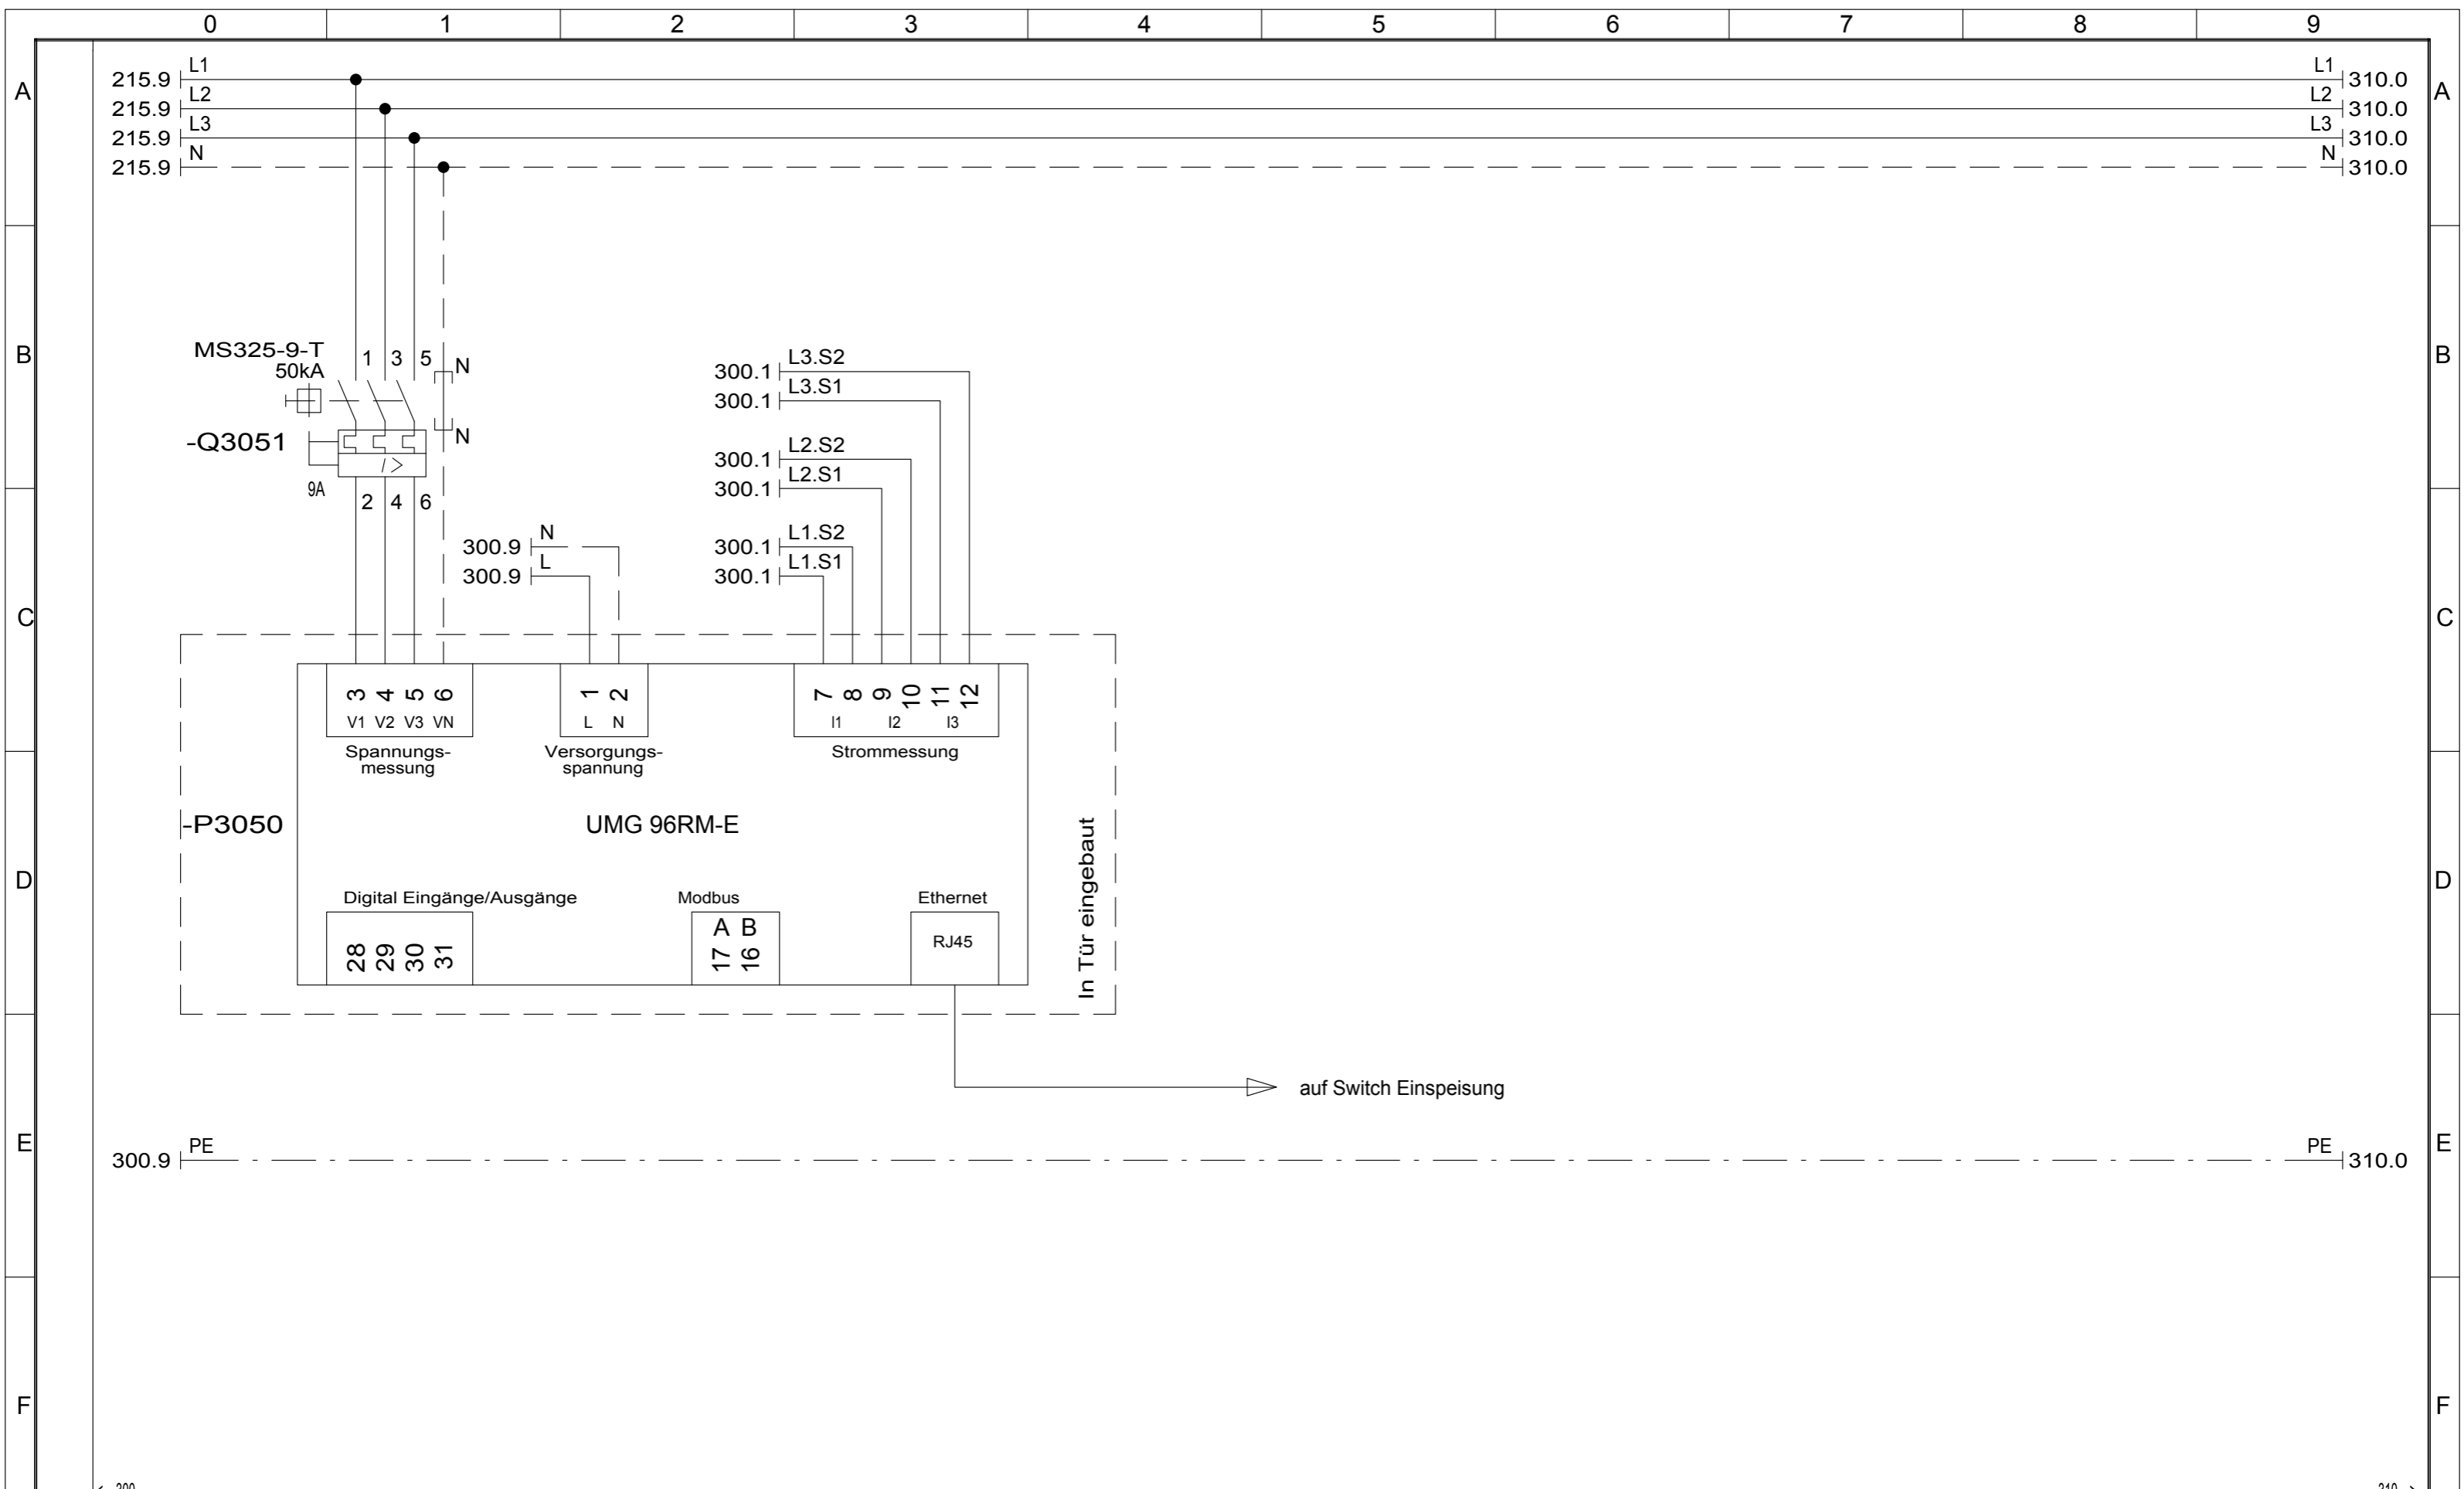 0 1 2 3 4 5 6 7 8 9
A A
215.9 L1 L1 310.0
215.9 L2 L2 310.0
215.9 L3 L3 310.0
215.9 N N 310.0
B B
MS325-9-T 1 3 5 N
50kA
-Q3051 N
I >
9A 2 4 6
300.1 L3.S2
300.1 L3.S1
300.1 L2.S2
300.1 L2.S1
300.9 N 300.1 L1.S2
300.9 L 300.1 L1.S1
C C
3 4 5 6 1 2 7 8 9 10 11 12
V1 V2 V3 VN L N I1 I2 I3
Spannungs-
messung
Versorgungs-
spannung
Strommessung
-P3050 UMG 96RM-E
In Tür eingebaut
D D
Digital Eingänge/Ausgänge Modbus Ethernet
A B
28 29 30 31 17 16 RJ45
auf Switch Einspeisung
E E
300.9 PE PE 310.0
F F